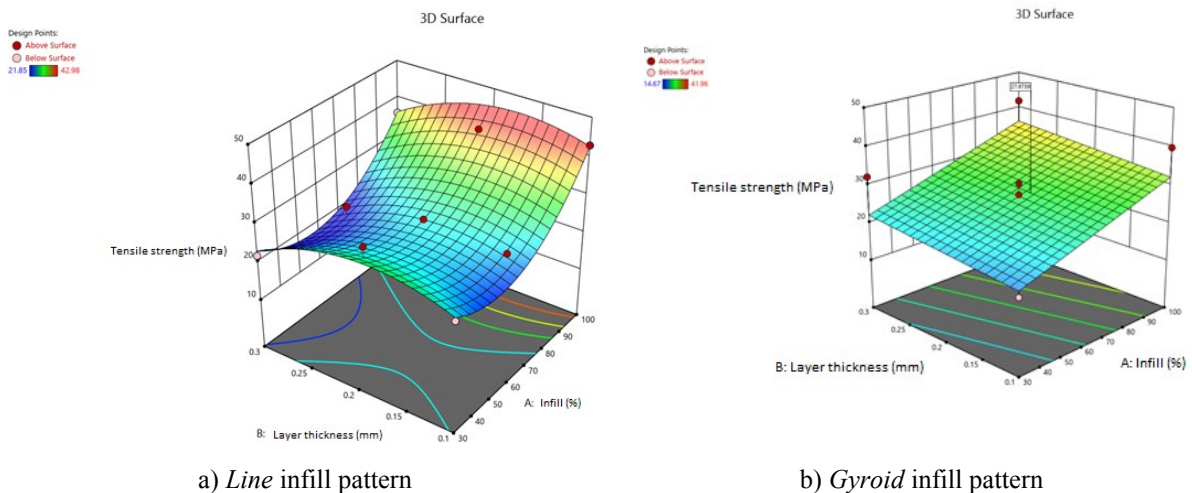 3D Surface
Design Points:
Above Surface
Below Surface
21.85 42.98
50
40
30
20
10
Tensile strength (MPa)
0.3
0.25
0.2
0.15
0.1
B: Layer thickness (mm)
30
40
50
60
70
80
90
100
A: Infill (%)
a) Line infill pattern
3D Surface
Design Points:
Above Surface
Below Surface
14.67 41.86
50
40
30
20
10
Tensile strength (MPa)
0.3
0.25
0.2
0.15
0.1
B: Layer thickness (mm)
30
40
50
60
70
80
90
100
A: Infill (%)
b) Gyroid infill pattern